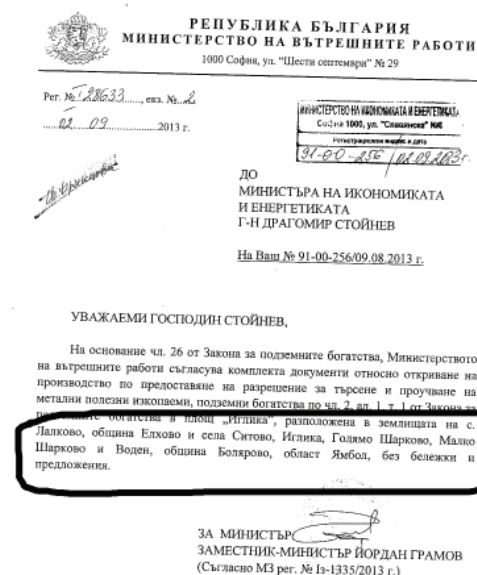 РЕПУБЛИКА БЪЛГАРИЯ
МИНИСТЕРСТВО НА ВЪТРЕШНИТЕ РАБОТИ
1000 София, ул. "Шести септември" № 29
Рег. № I-28633, екз. № 2
02 09 2013 г.
МИНИСТЕРСТВО НА ИКОНОМИКАТА И ЕНЕРГЕТИКАТА
София 1000, ул. "Славянска" №8
Регистрационен индекс и дата
91-00-256 / 02.09.2013г.
ДО
МИНИСТЪРА НА ИКОНОМИКАТА
И ЕНЕРГЕТИКАТА
Г-Н ДРАГОМИР СТОЙНЕВ
На Ваш № 91-00-256/09.08.2013 г.
УВАЖАЕМИ ГОСПОДИН СТОЙНЕВ,
На основание чл. 26 от Закона за подземните богатства, Министерството
на вътрешните работи съгласува комплекта документи относно откриване на
производство по предоставяне на разрешение за търсене и проучване на
метални полезни изкопаеми, подземни богатства по чл. 2, ал. 1, т. 1 от Закона за
подземните богатства в площ „Иглика", разположена в землищата на с.
Лалково, община Елхово и села Ситово, Иглика, Голямо Шарково, Малко
Шарково и Воден, община Болярово, област Ямбол, без бележки и
предложения.
ЗА МИНИСТЪР
ЗАМЕСТНИК-МИНИСТЪР ЙОРДАН ГРАМОВ
(Съгласно МЗ рег. № Iз-1335/2013 г.)